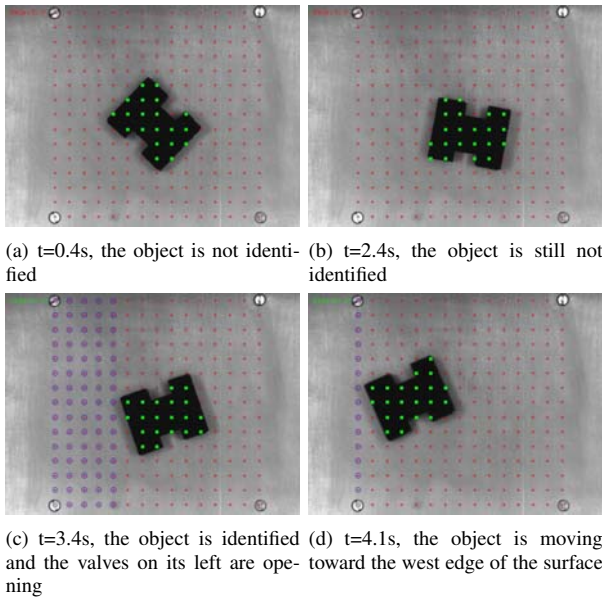 (a) t=0.4s, the object is not identi-
fied
(b) t=2.4s, the object is still not
identified
(c) t=3.4s, the object is identified
and the valves on its left are ope-
ning
(d) t=4.1s, the object is moving
toward the west edge of the surface